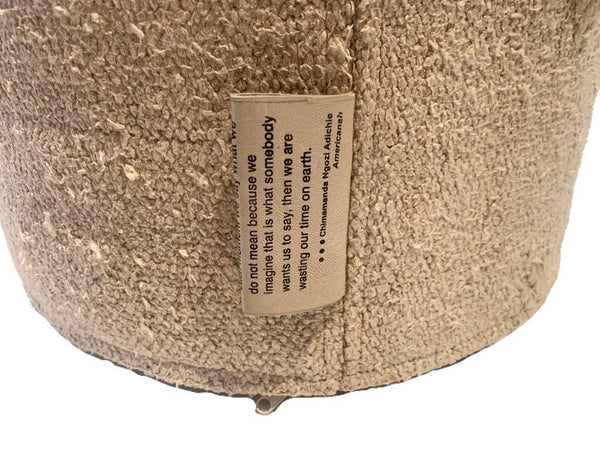 do not mean because we
imagine that is what somebody
wants us to say, then we are
wasting our time on earth.
●●● Chimamanda Ngozi Adichie
Americanah